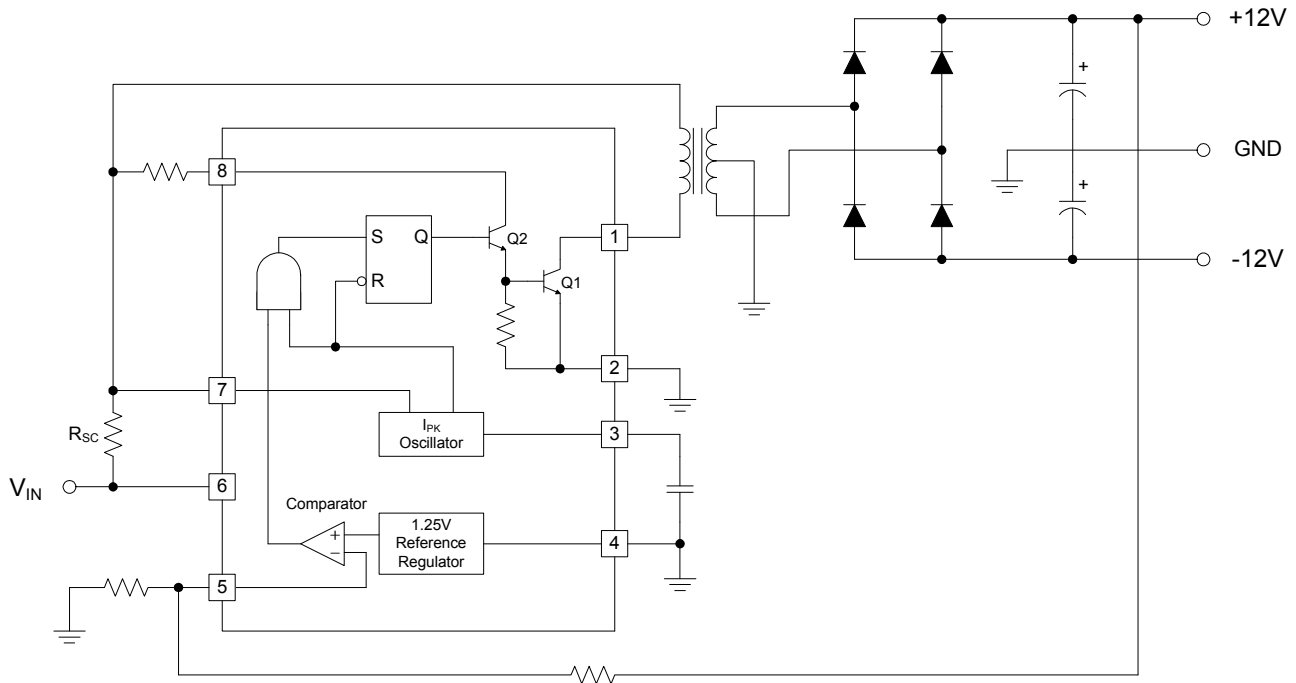 +12V
+
8
GND
+
S
Q
Q2
1
R
Q1
-12V
2
7
RSC
IPK
Oscillator
3
VIN
6
Comparator
+
−
1.25V
Reference
Regulator
4
5